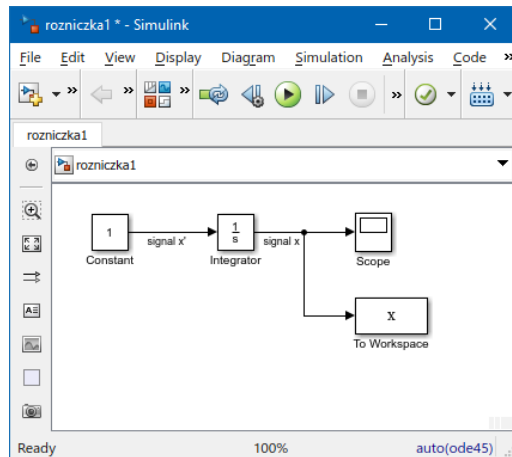 rozniczka1 * - Simulink
File Edit View Display Diagram Simulation Analysis Code »
» » » »
rozniczka1
rozniczka1
1
signal x'
1
s
signal x
Constant
Integrator
Scope
x
To Workspace
A
Ready 100% auto(ode45)